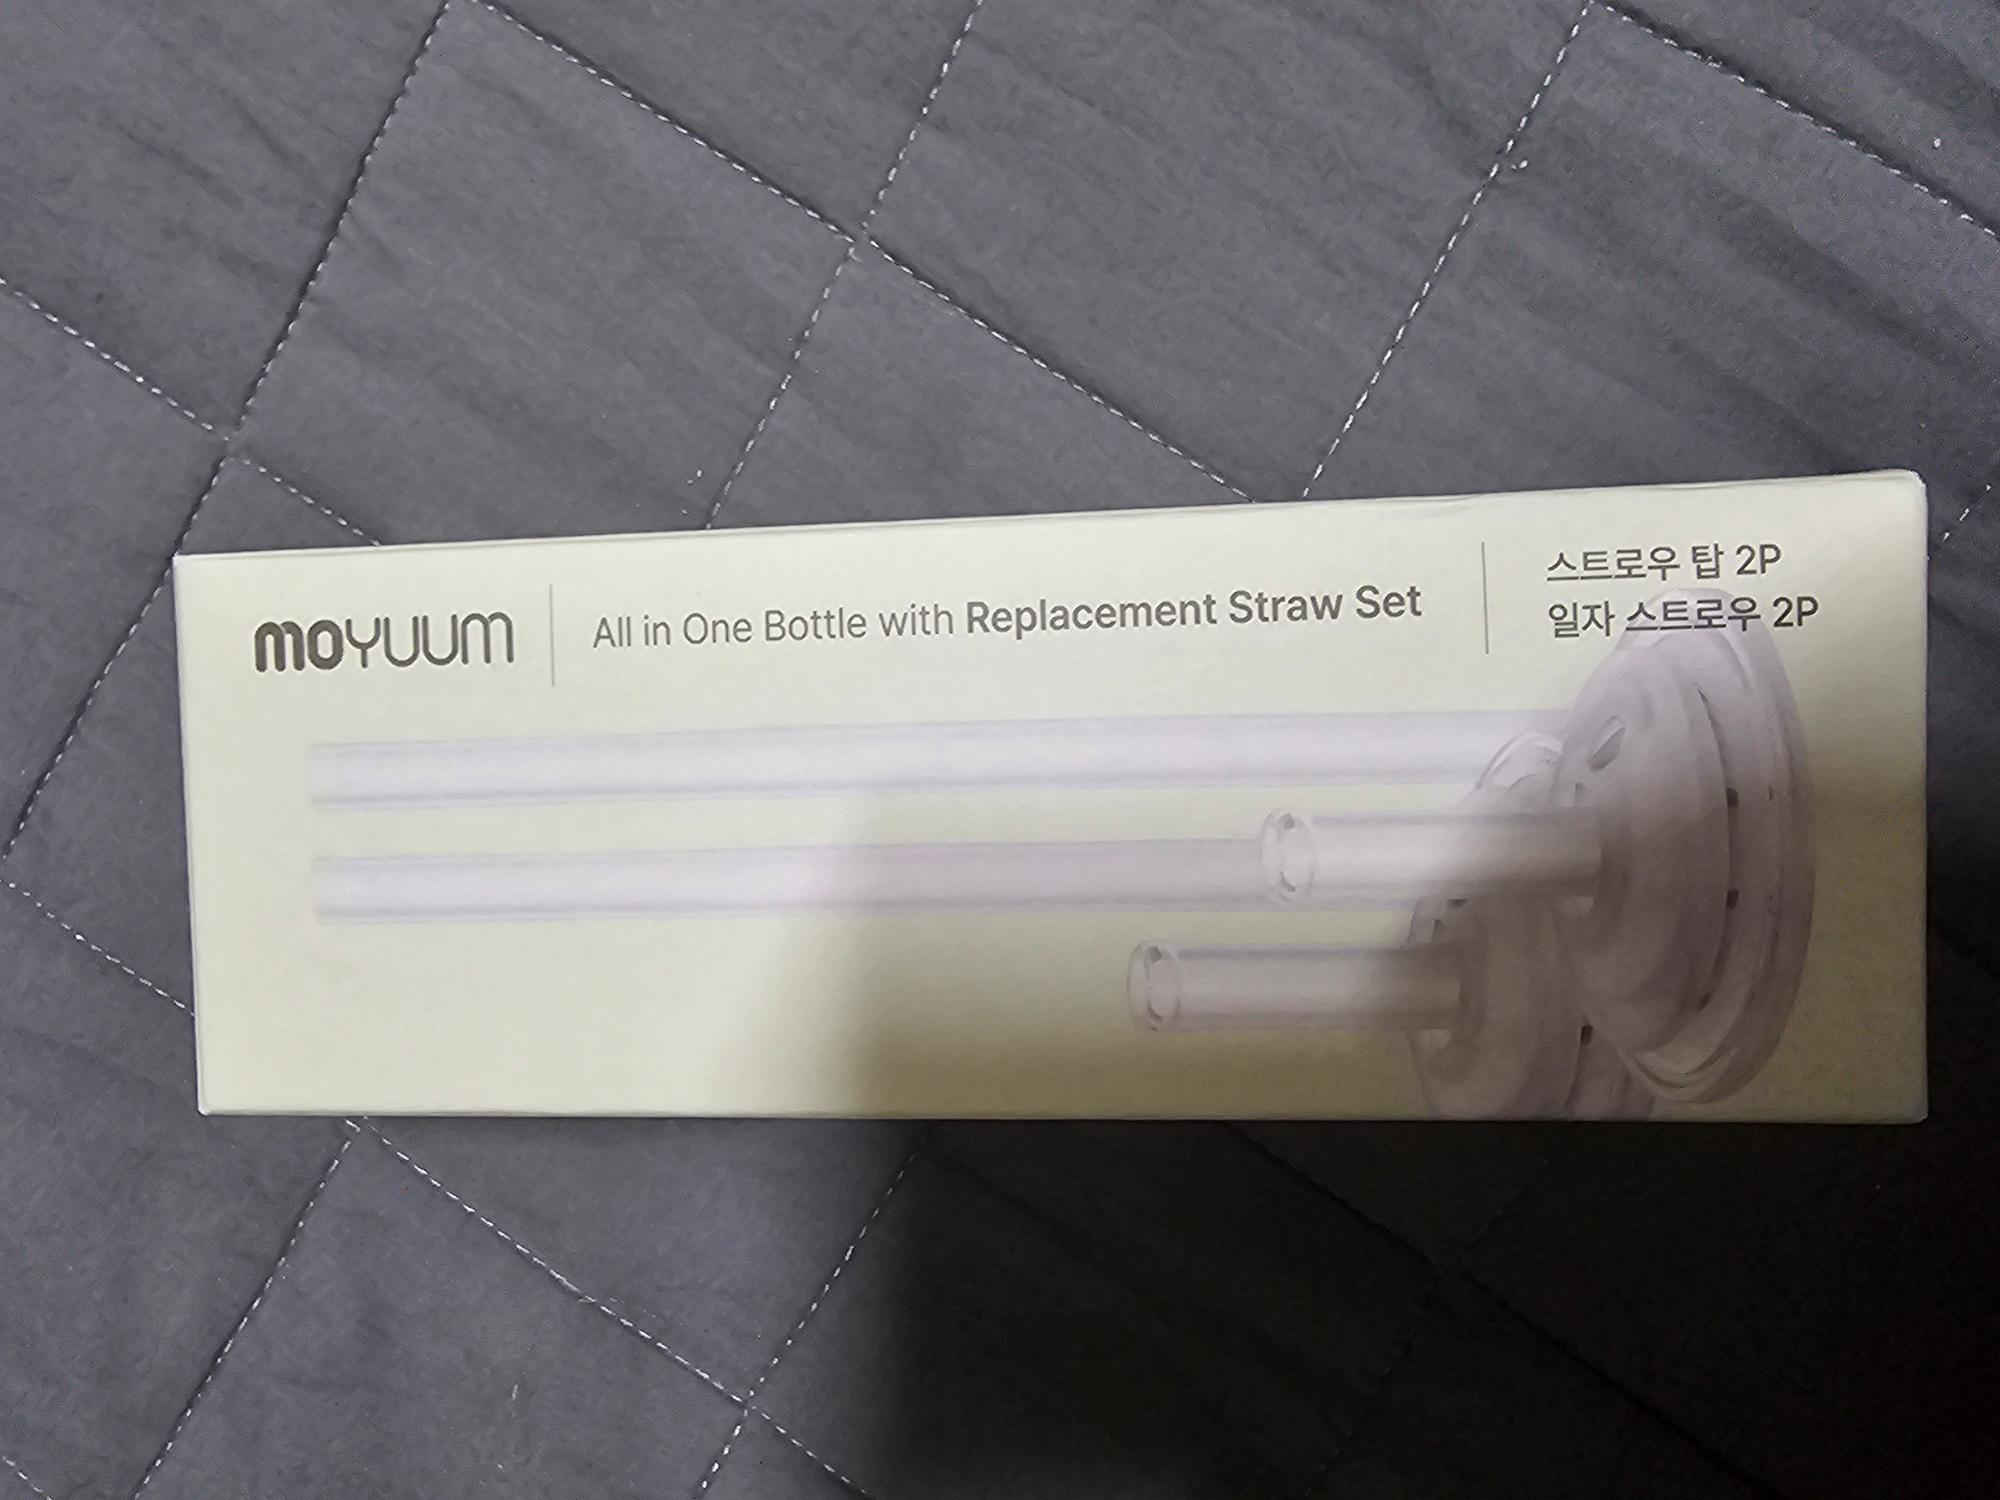 moyuum
All in One Bottle with Replacement Straw Set
스트로우 탑 2P
일자 스트로우 2P